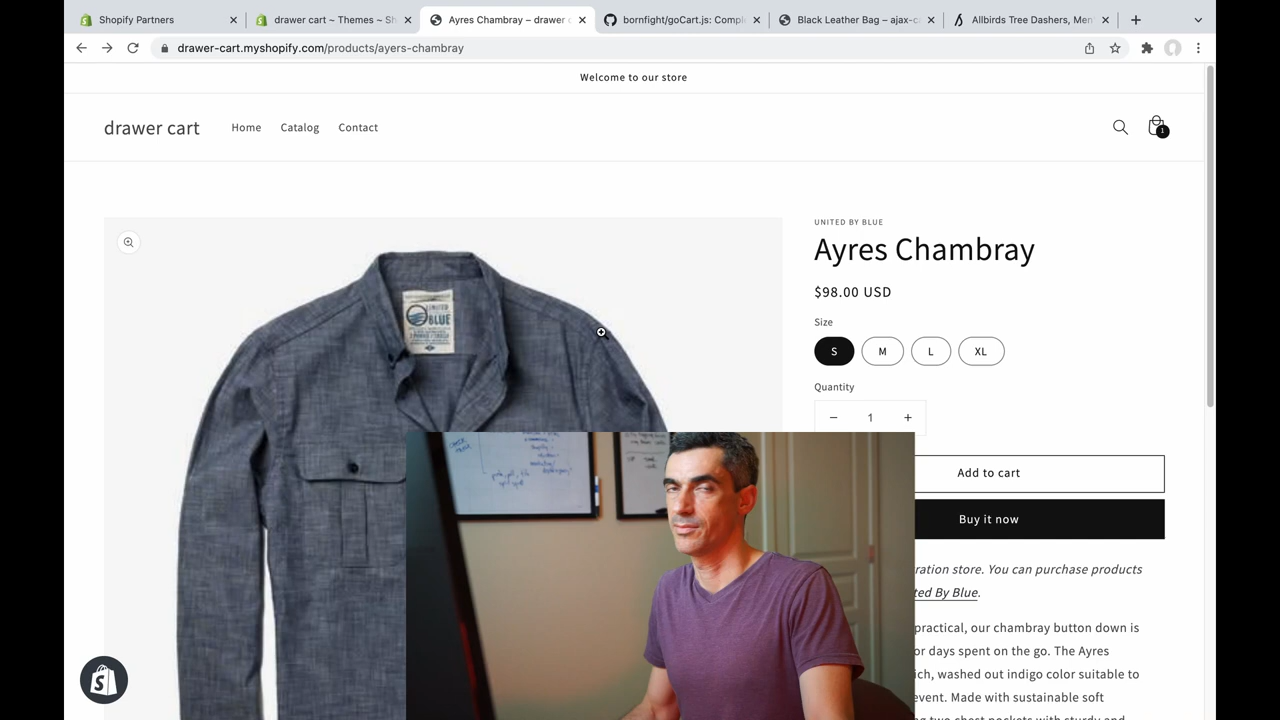 Shopify Partners
drawer cart ~ Themes ~ Sh
Ayres Chambray – drawer c
bornfight/goCart.js: Compl
Black Leather Bag – ajax-c
Allbirds Tree Dashers, Men
drawer-cart.myshopify.com/products/ayers-chambray
Welcome to our store
drawer cart
Home
Catalog
Contact
1
UNITED BY BLUE
Ayres Chambray
$98.00 USD
Size
S
M
L
XL
Quantity
1
UNITED
BLUE
Add to cart
Buy it now
ration store. You can purchase products
ted By Blue.
practical, our chambray button down is
or days spent on the go. The Ayres
ich, washed out indigo color suitable to
event. Made with sustainable soft